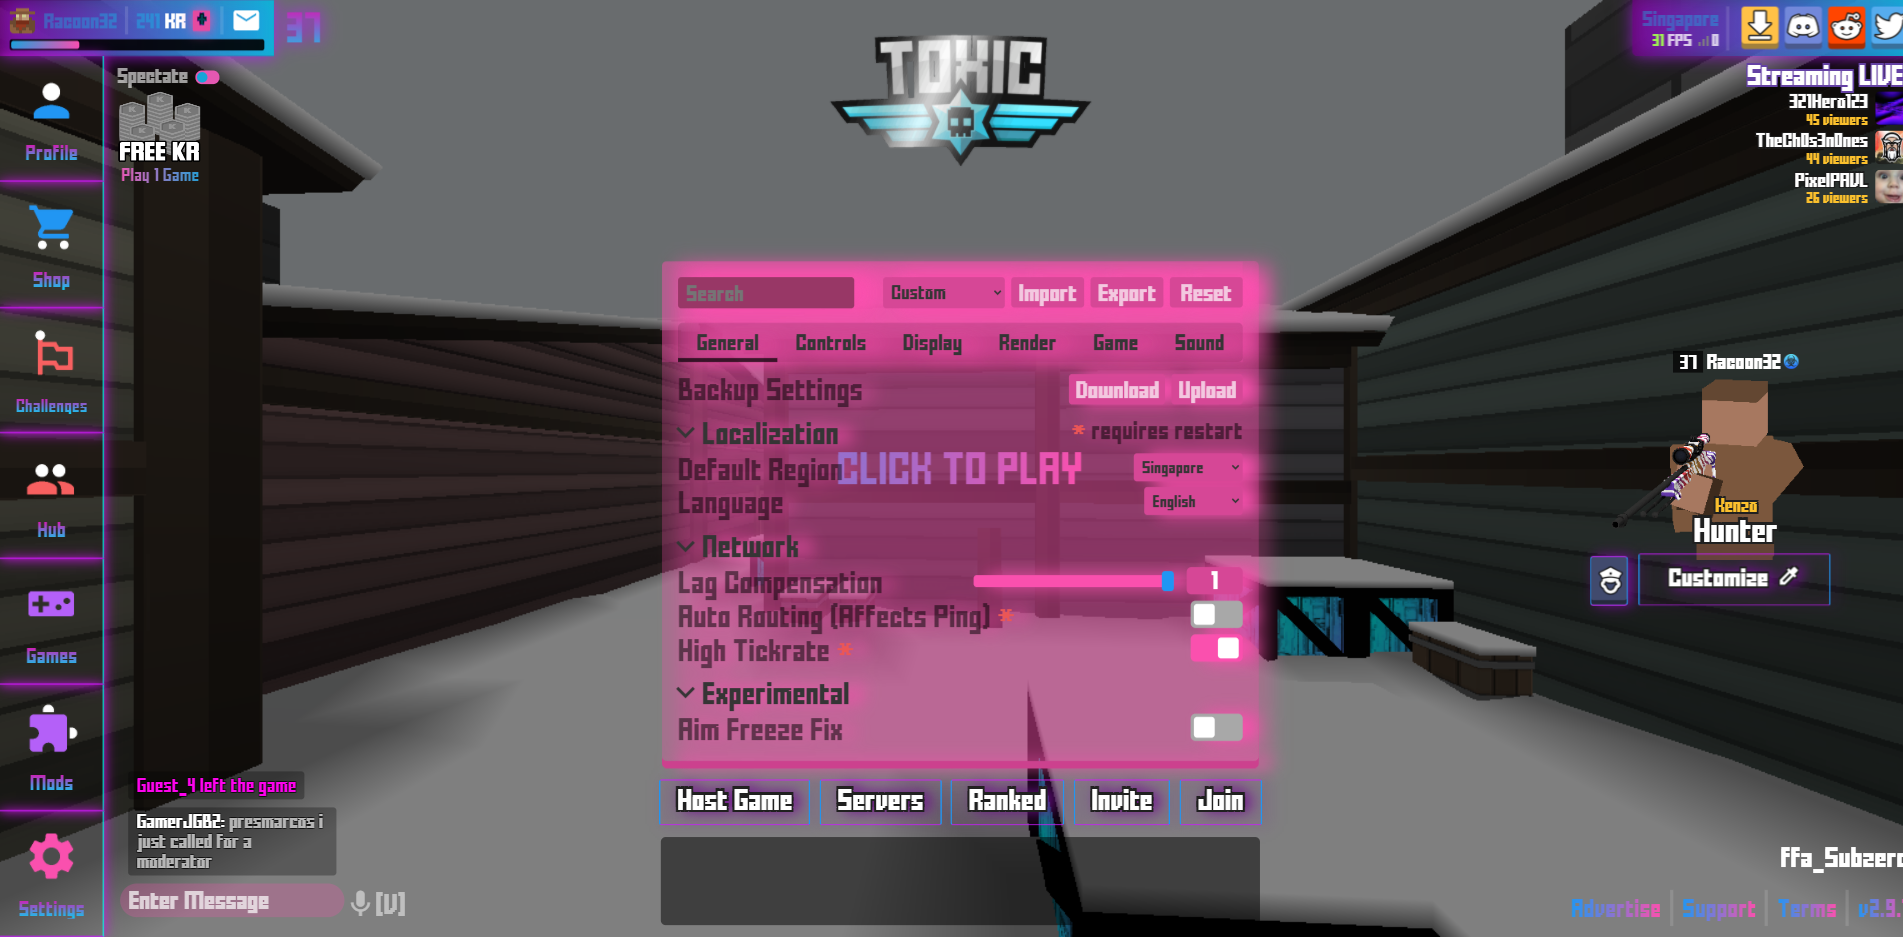 Racoon32 241 KR
37
Singapore
31 FPS 0
Spectate
FREE KR
Play 1 Game
TOXIC
Streaming LIVE
321Hero123
45 viewers
TheCh0s3n0nes
44 viewers
PixelPAVL
26 viewers
Profile
Shop
Challenges
Hub
Games
Mods
Settings
Search Custom Import Export Reset
General Controls Display Render Game Sound
Backup Settings Download Upload
Localization * requires restart
Default Region Singapore
CLICK TO PLAY
Language English
Network
Lag Compensation 1
Auto Routing (Affects Ping) *
High Tickrate *
Experimental
Aim Freeze Fix
37 Racoon32
Kenzo
Hunter
Customize
Host Game Servers Ranked Invite Join
Guest_4 left the game
GamerJGB2: presmarcos i
just called for a
moderator
Enter Message [V]
ffa_Subzero
Advertise Support Terms v2.9.